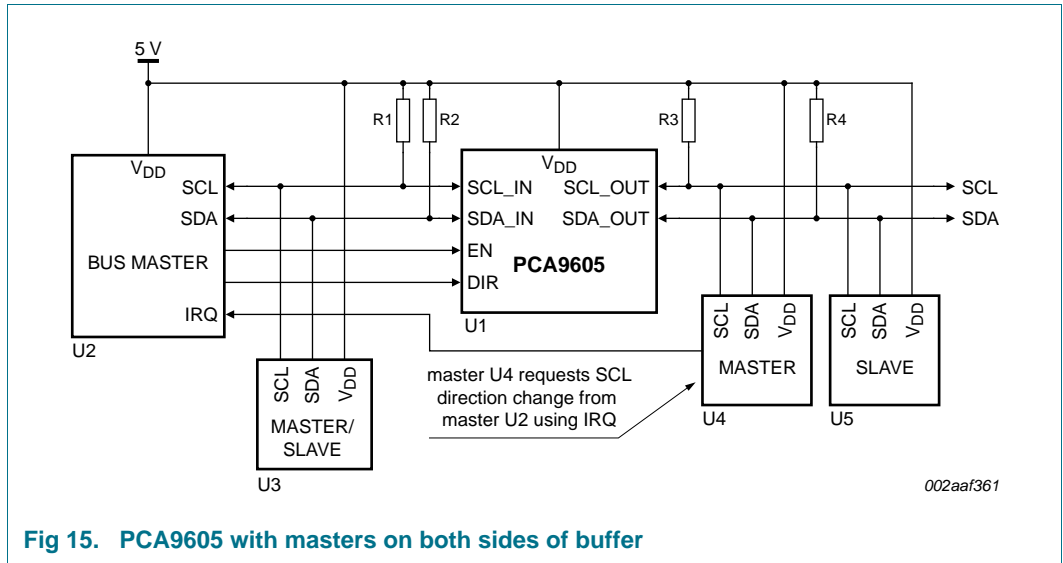 5 V
R1
R2
R3
R4
VDD
SCL
SDA
BUS MASTER
IRQ
U2
VDD
SCL_IN
SCL_OUT
SDA_IN
SDA_OUT
EN
PCA9605
DIR
U1
SCL
SDA
SCL
SDA
VDD
MASTER/
SLAVE
U3
master U4 requests SCL
direction change from
master U2 using IRQ
SCL
SDA
VDD
MASTER
U4
SCL
SDA
VDD
SLAVE
U5
002aaf361
Fig 15. PCA9605 with masters on both sides of buffer